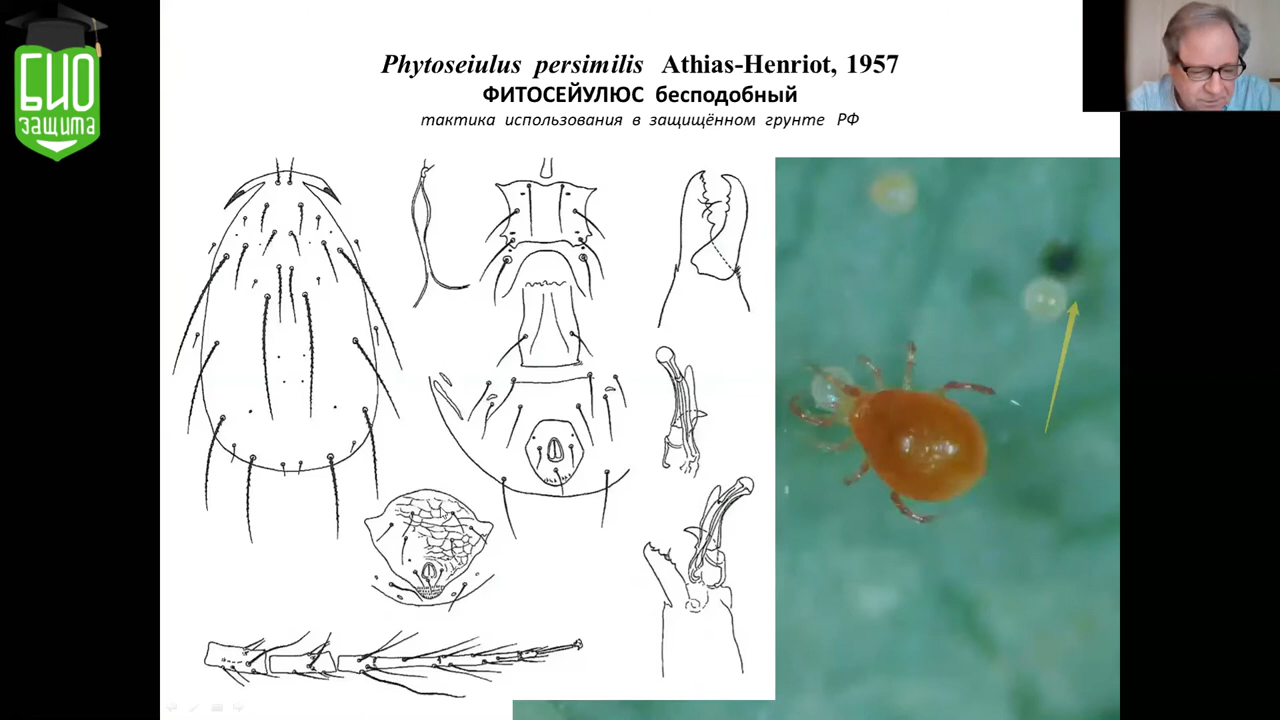 БИО
защита
Phytoseiulus persimilis Athias-Henriot, 1957
ФИТОСЕЙУЛЮС бесподобный
тактика использования в защищённом грунте РФ